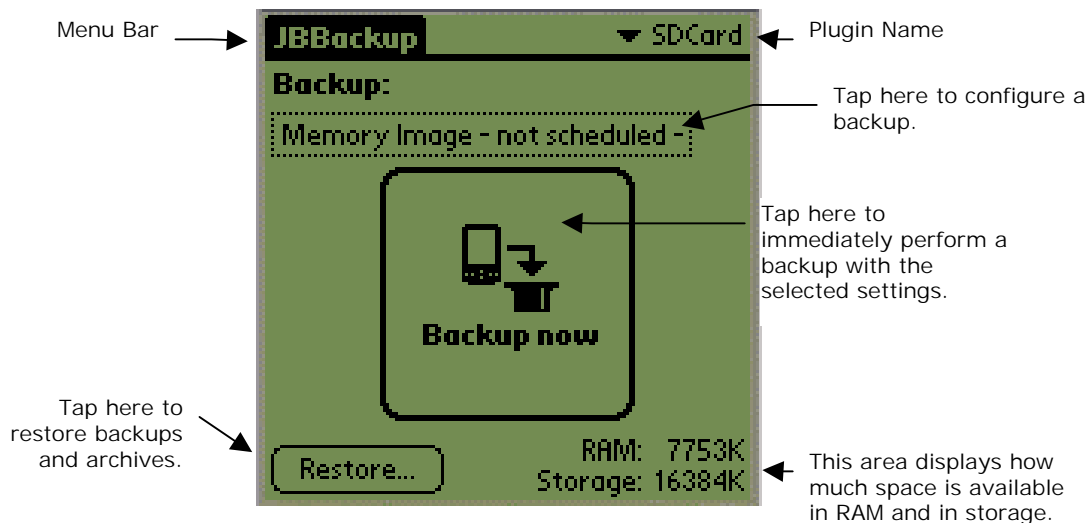 Menu Bar
JBBackup
SDCard
Plugin Name
Backup:
Tap here to configure a
backup.
Memory Image - not scheduled -
Tap here to
immediately perform a
backup with the
selected settings.
Backup now
Tap here to
restore backups
and archives.
Restore...
RAM: 7753K
Storage: 16384K
This area displays how
much space is available
in RAM and in storage.